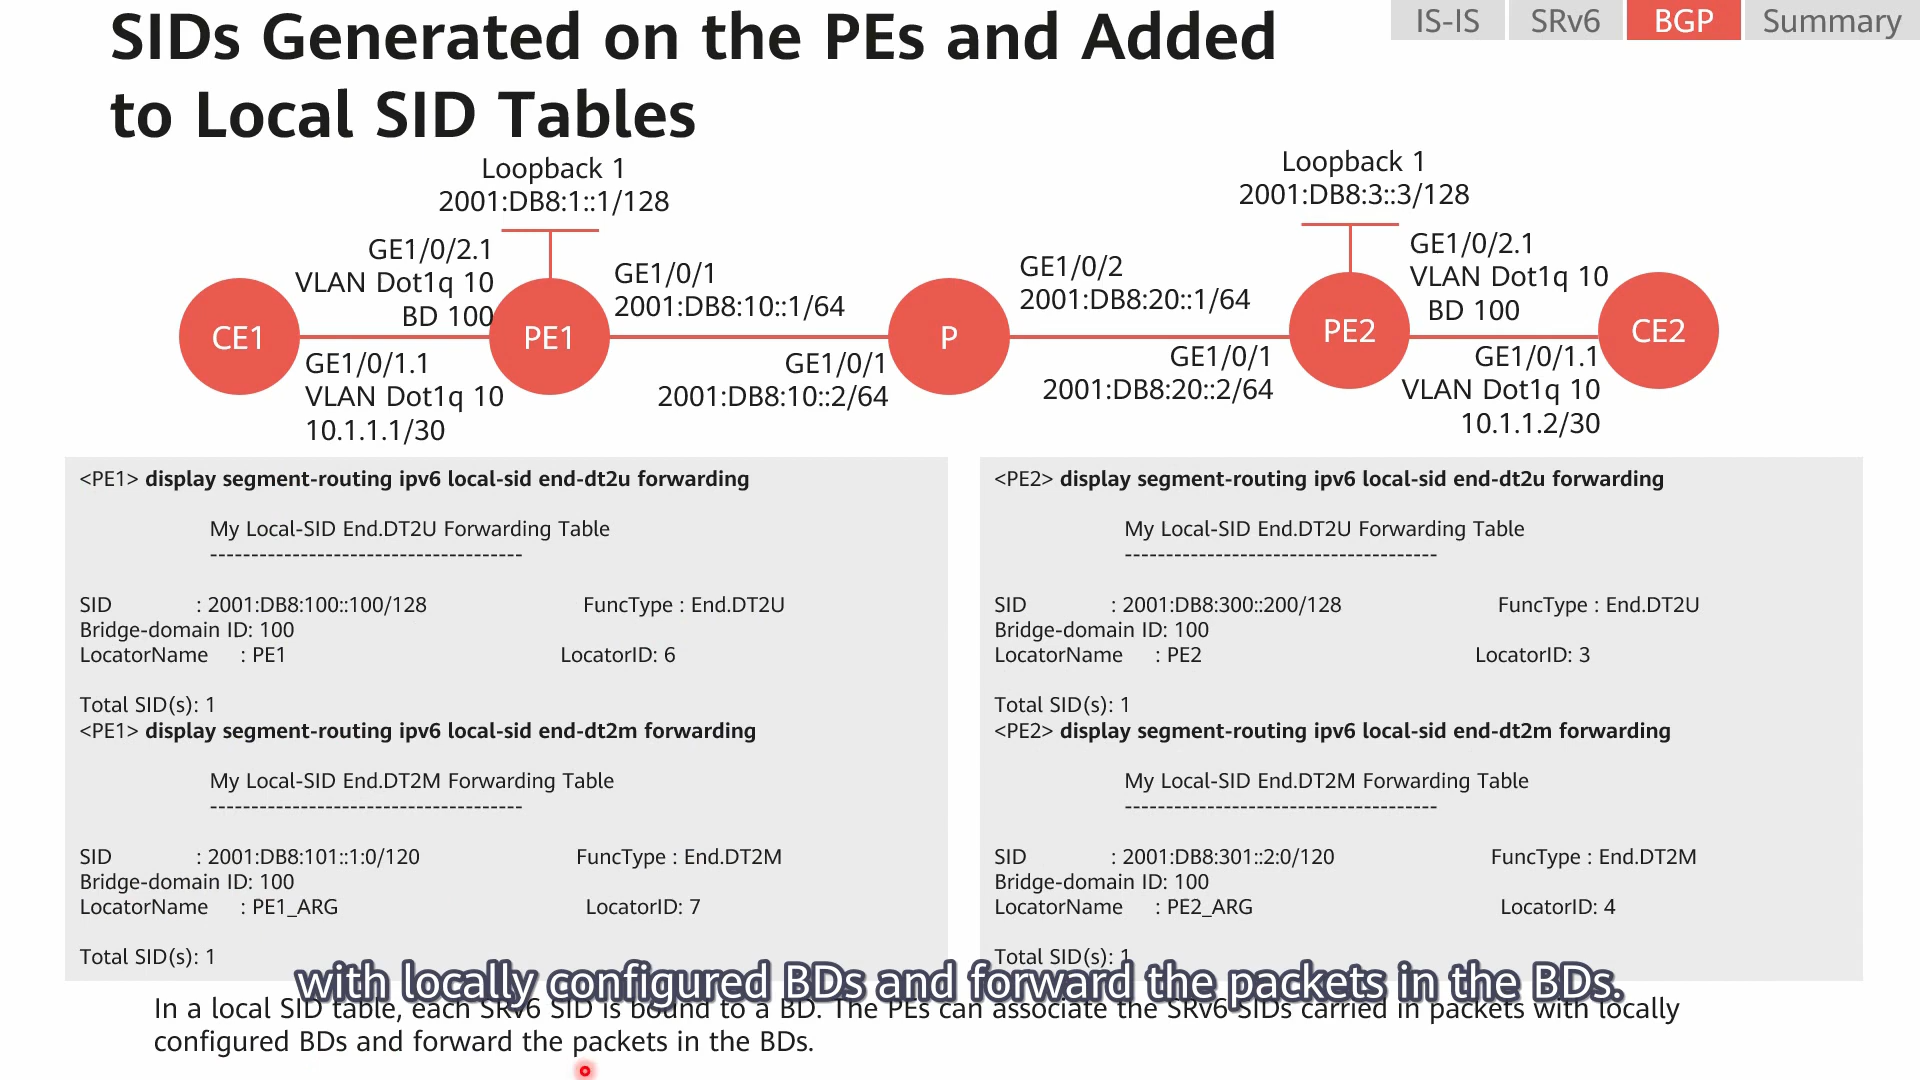 SIDs Generated on the PEs and Added
to Local SID Tables
IS-IS
SRv6
BGP
Summary
Loopback 1
2001:DB8:1::1/128
Loopback 1
2001:DB8:3::3/128
GE1/0/2.1
VLAN Dot1q 10
BD 100
GE1/0/1
2001:DB8:10::1/64
GE1/0/2
2001:DB8:20::1/64
GE1/0/2.1
VLAN Dot1q 10
BD 100
CE1
PE1
P
PE2
CE2
GE1/0/1.1
VLAN Dot1q 10
10.1.1.1/30
GE1/0/1
2001:DB8:10::2/64
GE1/0/1
2001:DB8:20::2/64
GE1/0/1.1
VLAN Dot1q 10
10.1.1.2/30
<PE1> display segment-routing ipv6 local-sid end-dt2u forwarding
My Local-SID End.DT2U Forwarding Table
--------------------------------------
SID : 2001:DB8:100::100/128 FuncType : End.DT2U
Bridge-domain ID: 100
LocatorName : PE1 LocatorID: 6
Total SID(s): 1
<PE1> display segment-routing ipv6 local-sid end-dt2m forwarding
My Local-SID End.DT2M Forwarding Table
--------------------------------------
SID : 2001:DB8:101::1:0/120 FuncType : End.DT2M
Bridge-domain ID: 100
LocatorName : PE1_ARG LocatorID: 7
Total SID(s): 1
<PE2> display segment-routing ipv6 local-sid end-dt2u forwarding
My Local-SID End.DT2U Forwarding Table
--------------------------------------
SID : 2001:DB8:300::200/128 FuncType : End.DT2U
Bridge-domain ID: 100
LocatorName : PE2 LocatorID: 3
Total SID(s): 1
<PE2> display segment-routing ipv6 local-sid end-dt2m forwarding
My Local-SID End.DT2M Forwarding Table
--------------------------------------
SID : 2001:DB8:301::2:0/120 FuncType : End.DT2M
Bridge-domain ID: 100
LocatorName : PE2_ARG LocatorID: 4
Total SID(s): 1
with locally configured BDs and forward the packets in the BDs.
In a local SID table, each SRv6 SID is bound to a BD. The PEs can associate the SRv6 SIDs carried in packets with locally
configured BDs and forward the packets in the BDs.